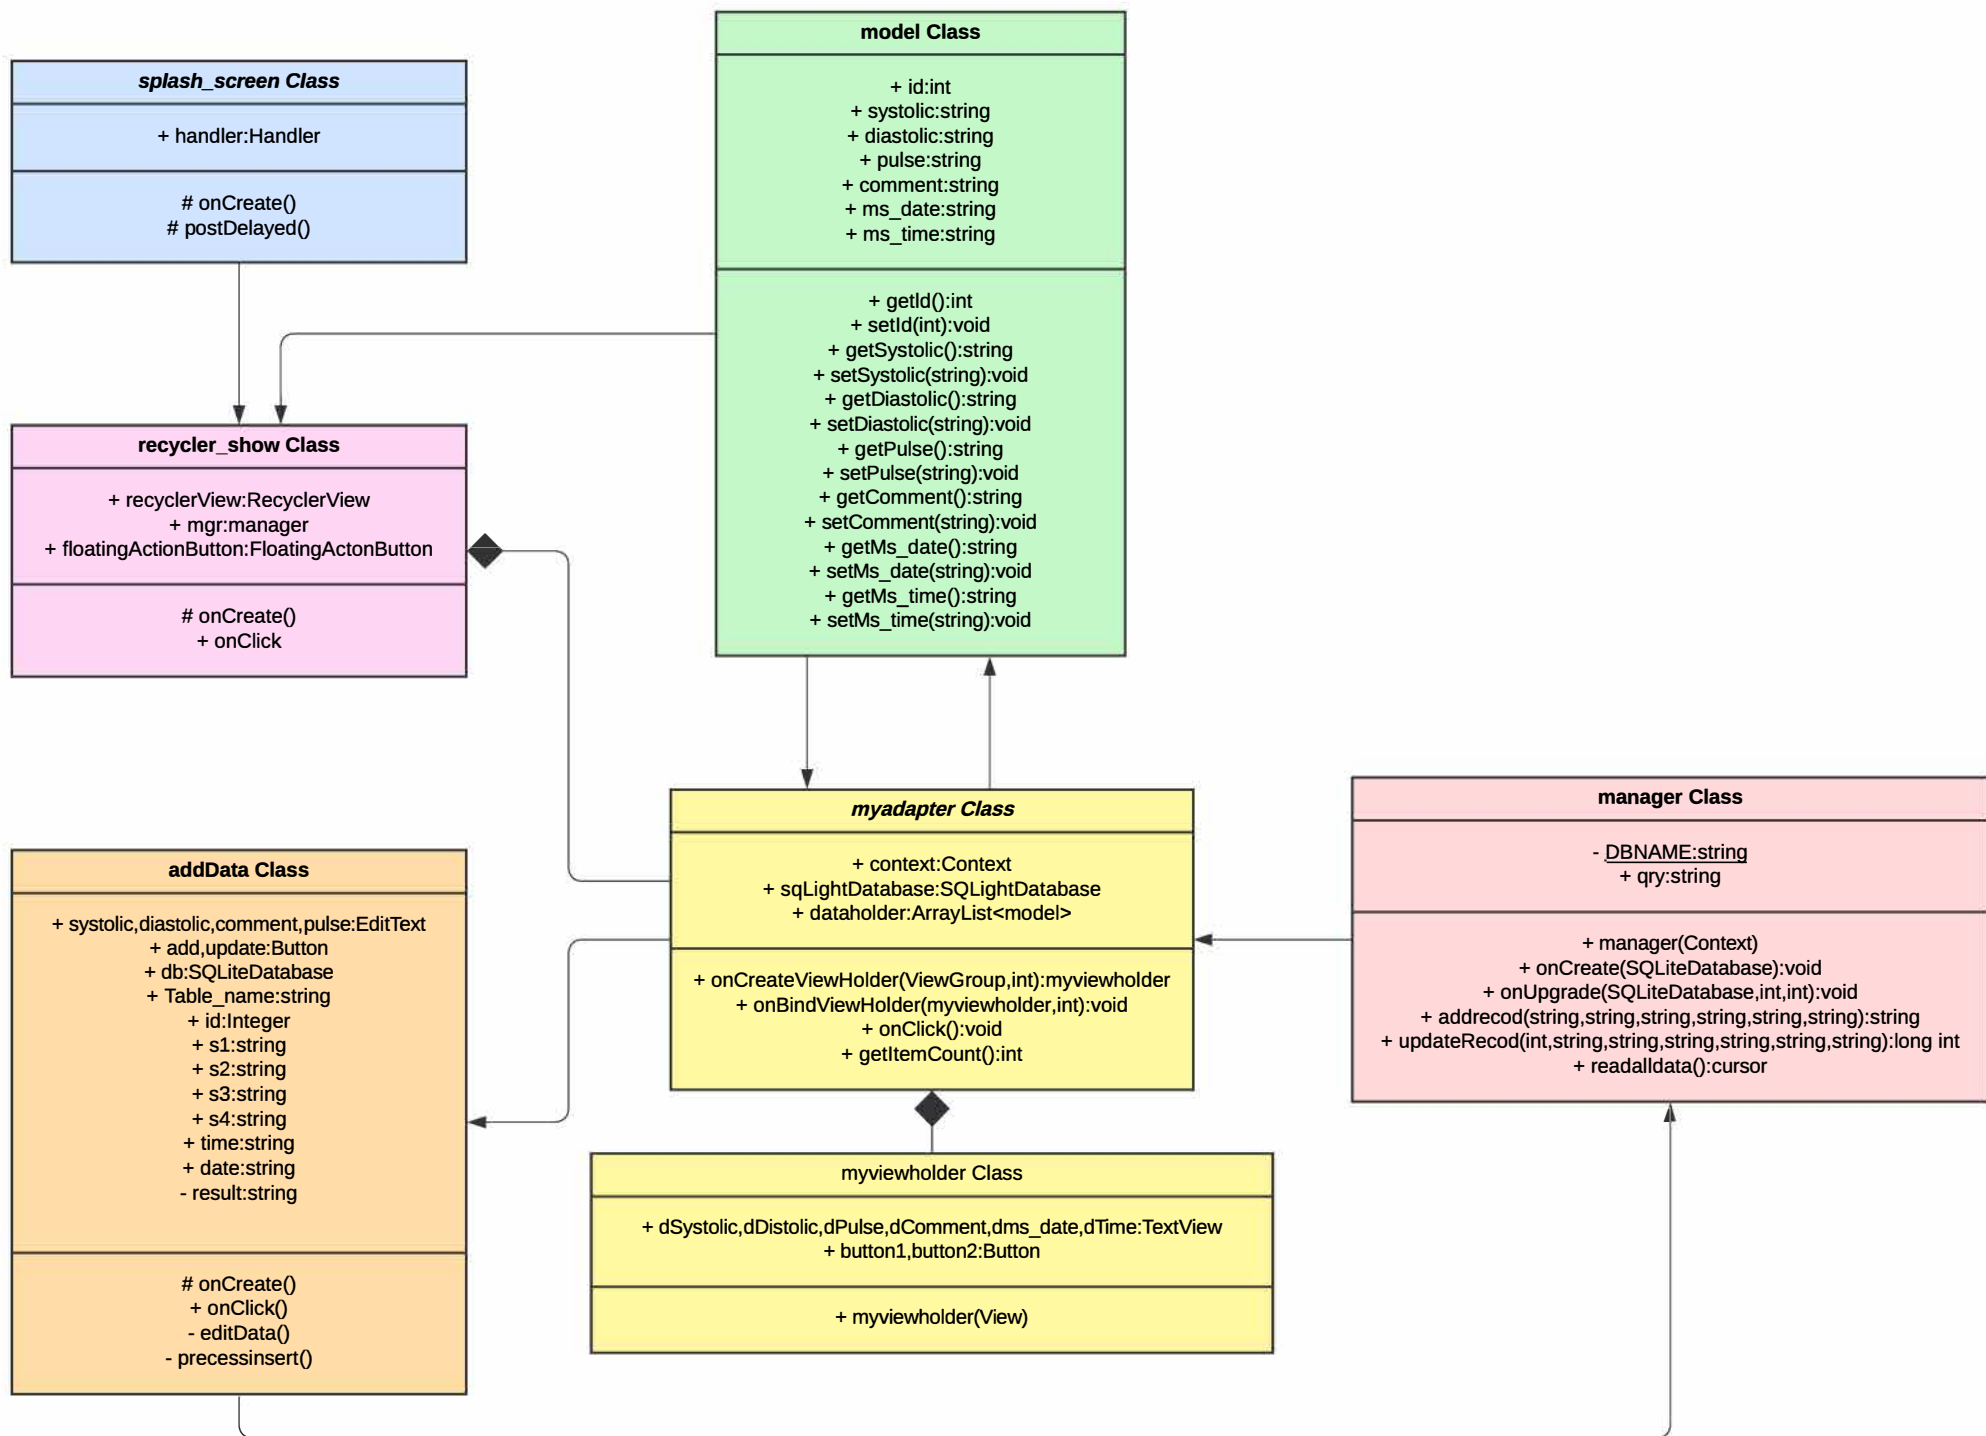 model Class
+ id:int
+ systolic:string
+ diastolic:string
+ pulse:string
+ comment:string
+ ms_date:string
+ ms_time:string
+ getId():int
+ setId(int):void
+ getSystolic():string
+ setSystolic(string):void
+ getDiastolic():string
+ setDiastolic(string):void
+ getPulse():string
+ setPulse(string):void
+ getComment():string
+ setComment(string):void
+ getMs_date():string
+ setMs_date(string):void
+ getMs_time():string
+ setMs_time(string):void
splash_screen Class
+ handler:Handler
# onCreate()
# postDelayed()
recycler_show Class
+ recyclerView:RecyclerView
+ mgr:manager
+ floatingActionButton:FloatingActonButton
# onCreate()
+ onClick
myadapter Class
+ context:Context
+ sqLightDatabase:SQLightDatabase
+ dataholder:ArrayList<model>
+ onCreateViewHolder(ViewGroup,int):myviewholder
+ onBindViewHolder(myviewholder,int):void
+ onClick():void
+ getItemCount():int
manager Class
- DBNAME:string
+ qry:string
+ manager(Context)
+ onCreate(SQLiteDatabase):void
+ onUpgrade(SQLiteDatabase,int,int):void
+ addrecod(string,string,string,string,string,string):string
+ updateRecod(int,string,string,string,string,string,string):long int
+ readalldata():cursor
addData Class
+ systolic,diastolic,comment,pulse:EditText
+ add,update:Button
+ db:SQLiteDatabase
+ Table_name:string
+ id:Integer
+ s1:string
+ s2:string
+ s3:string
+ s4:string
+ time:string
+ date:string
- result:string
# onCreate()
+ onClick()
- editData()
- precessinsert()
myviewholder Class
+ dSystolic,dDistolic,dPulse,dComment,dms_date,dTime:TextView
+ button1,button2:Button
+ myviewholder(View)